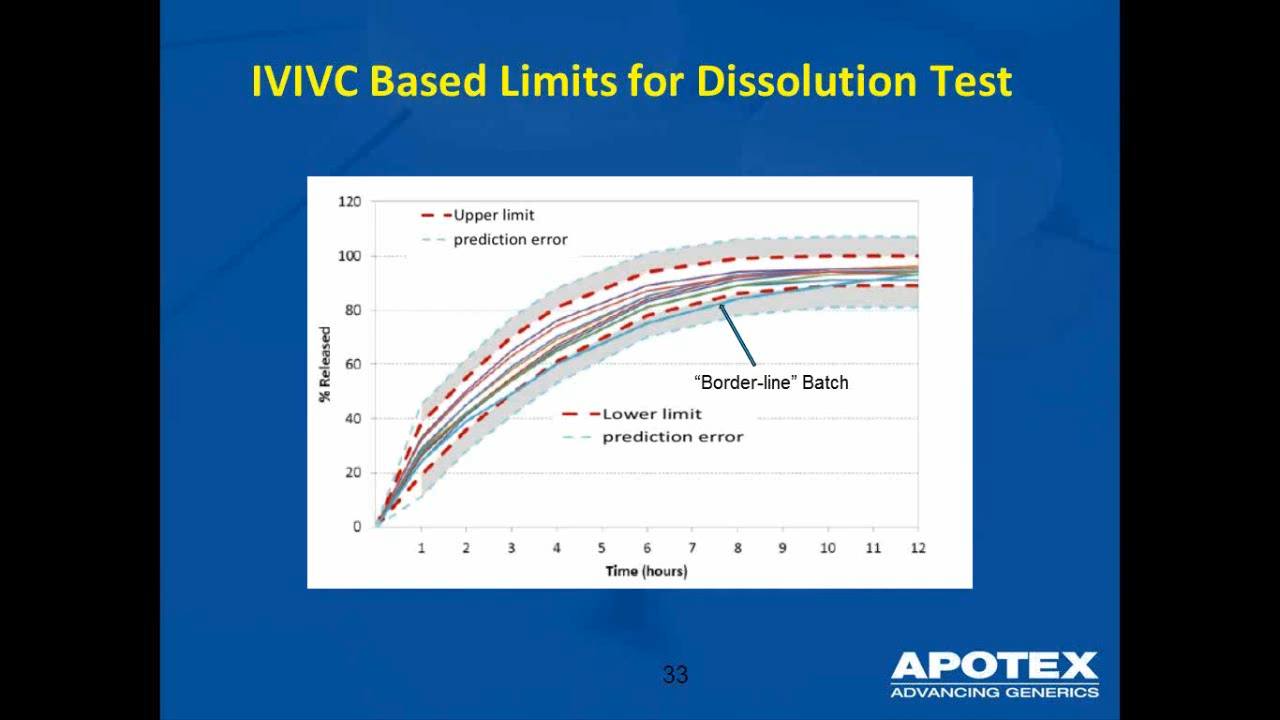 IVIVC Based Limits for Dissolution Test
120
100
80
60
40
20
0
% Released
Upper limit
prediction error
"Border-line" Batch
Lower limit
prediction error
1 2 3 4 5 6 7 8 9 10 11 12
Time (hours)
33
APOTEX
ADVANCING GENERICS